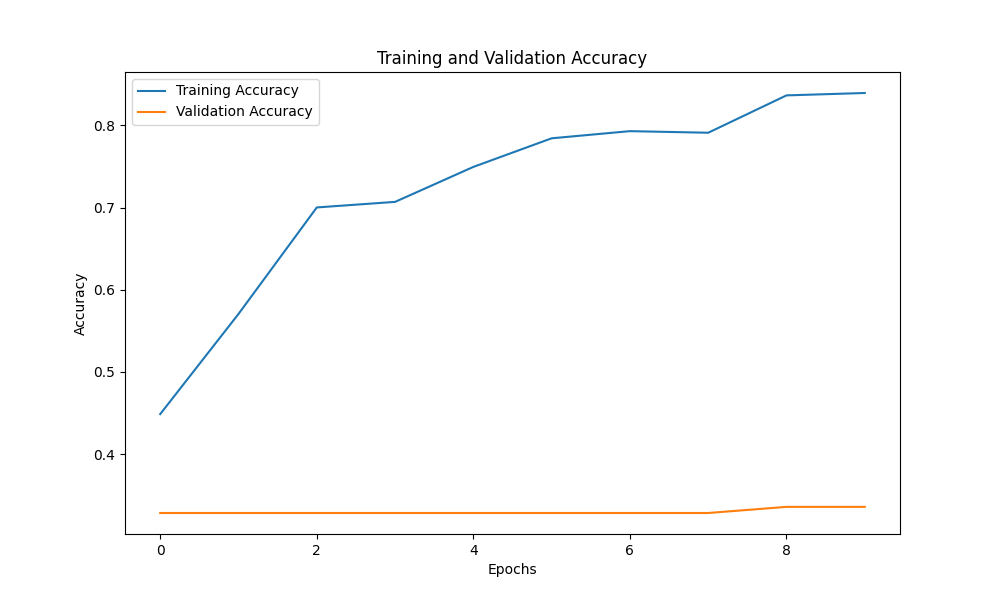 Training and Validation Accuracy
Training Accuracy
Validation Accuracy
0.8
0.7
0.6
0.5
0.4
Accuracy
0 2 4 6 8
Epochs